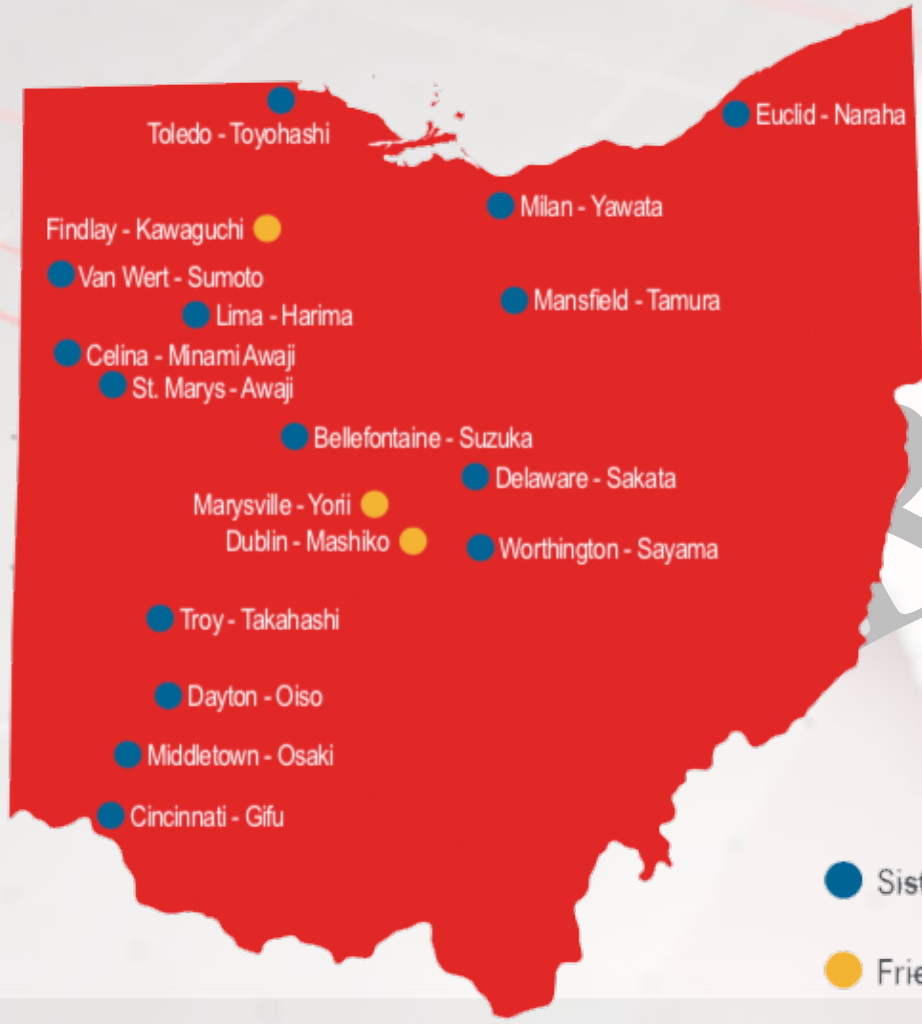 Toledo - Toyohashi
Euclid - Naraha
Milan - Yawata
Findlay - Kawaguchi
Van Wert - Sumoto
Mansfield - Tamura
Lima - Harima
Celina - Minami Awaji
St. Marys - Awaji
Bellefontaine - Suzuka
Delaware - Sakata
Marysville - Yorii
Dublin - Mashiko
Worthington - Sayama
Troy - Takahashi
Dayton - Oiso
Middletown - Osaki
Cincinnati - Gifu
Sist
Frie